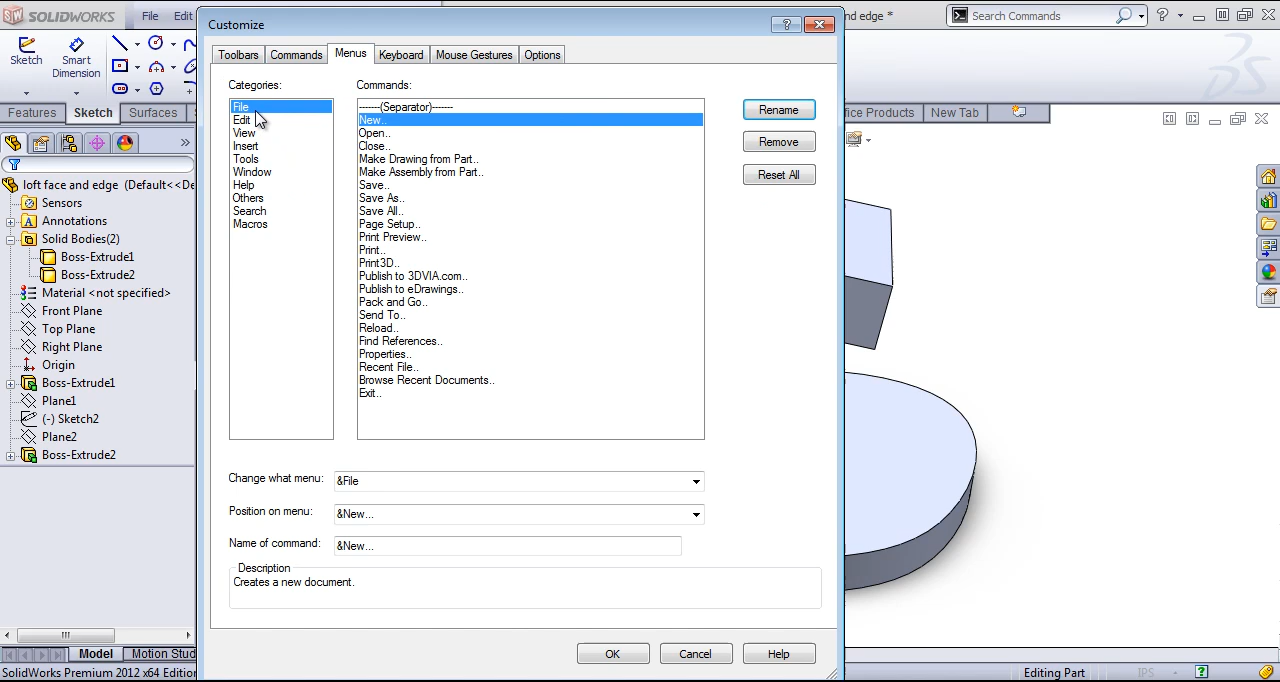 SOLIDWORKS File Edit
Customize
nd edge *
Search Commands
Sketch Smart Dimension
Toolbars Commands Menus Keyboard Mouse Gestures Options
Features Sketch Surfaces
ice Products New Tab
Categories:
File
Edit
View
Insert
Tools
Window
Help
Others
Search
Macros
Commands:
-------(Separator)-------
New..
Open..
Close..
Make Drawing from Part..
Make Assembly from Part..
Save..
Save As..
Save All..
Page Setup..
Print Preview..
Print..
Print3D..
Publish to 3DVIA.com..
Publish to eDrawings..
Pack and Go..
Send To..
Reload..
Find References..
Properties..
Recent File..
Browse Recent Documents..
Exit..
Rename
Remove
Reset All
loft face and edge (Default<<De
Sensors
Annotations
Solid Bodies(2)
Boss-Extrude1
Boss-Extrude2
Material <not specified>
Front Plane
Top Plane
Right Plane
Origin
Boss-Extrude1
Plane1
(-) Sketch2
Plane2
Boss-Extrude2
Change what menu: &File
Position on menu: &New...
Name of command: &New...
Description
Creates a new document.
OK Cancel Help
Model Motion Stud
SolidWorks Premium 2012 x64 Edition
Editing Part IPS